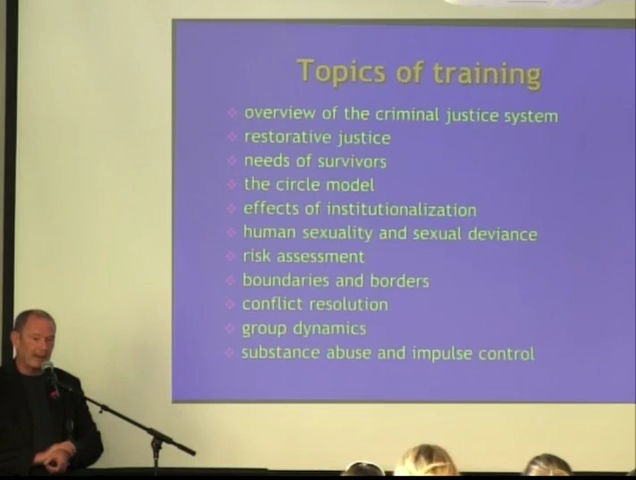 Topics of training
overview of the criminal justice system
restorative justice
needs of survivors
the circle model
effects of institutionalization
human sexuality and sexual deviance
risk assessment
boundaries and borders
conflict resolution
group dynamics
substance abuse and impulse control